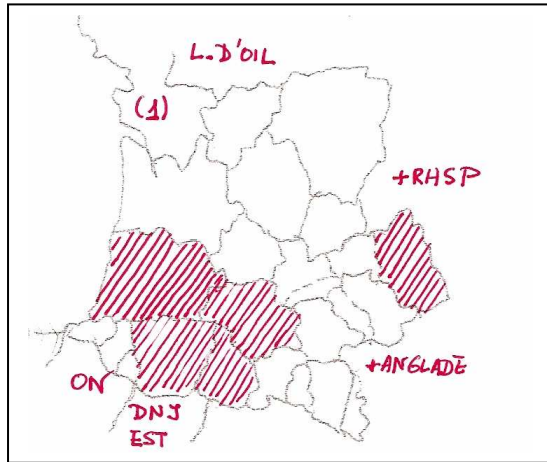 L.D'OIL
(1)
+RHSP
+ANGLADE
ON
DNJ
EST